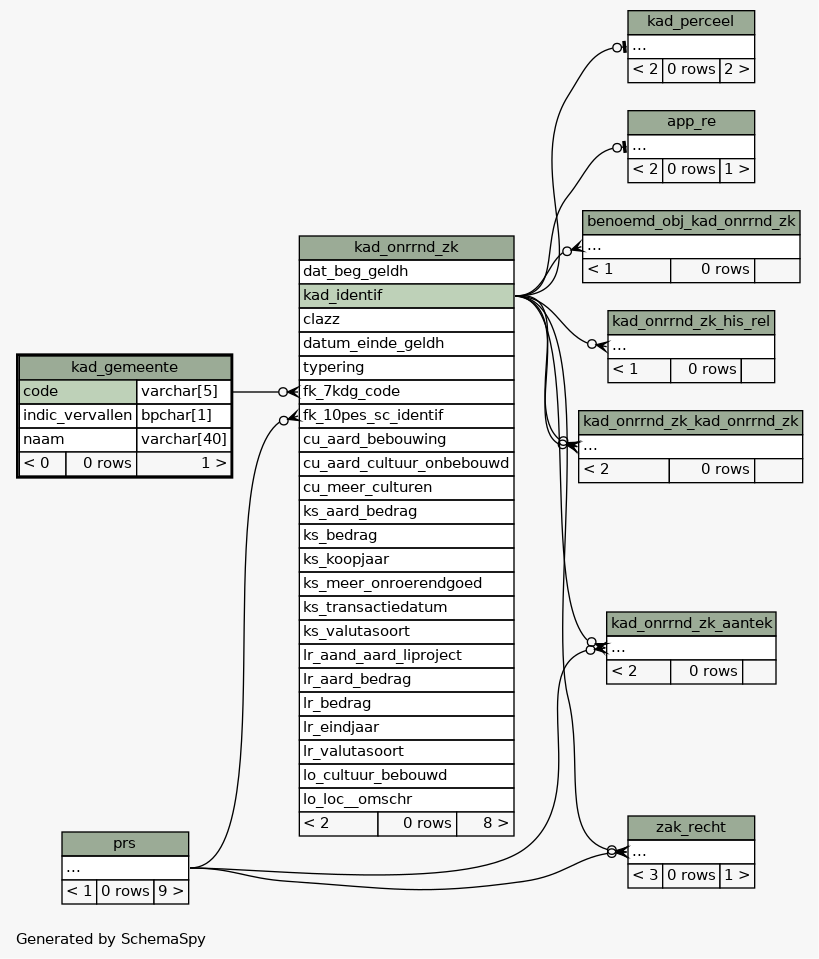 kad_perceel
...
< 2 0 rows 2 >
app_re
...
< 2 0 rows 1 >
benoemd_obj_kad_onrrnd_zk
...
< 1 0 rows
kad_onrrnd_zk_his_rel
...
< 1 0 rows
kad_onrrnd_zk_kad_onrrnd_zk
...
< 2 0 rows
kad_onrrnd_zk_aantek
...
< 2 0 rows
zak_recht
...
< 3 0 rows 1 >
kad_onrrnd_zk
dat_beg_geldh
kad_identif
clazz
datum_einde_geldh
typering
fk_7kdg_code
fk_10pes_sc_identif
cu_aard_bebouwing
cu_aard_cultuur_onbebouwd
cu_meer_culturen
ks_aard_bedrag
ks_bedrag
ks_koopjaar
ks_meer_onroerendgoed
ks_transactiedatum
ks_valutasoort
lr_aand_aard_liproject
lr_aard_bedrag
lr_bedrag
lr_eindjaar
lr_valutasoort
lo_cultuur_bebouwd
lo_loc__omschr
< 2 0 rows 8 >
kad_gemeente
code varchar[5]
indic_vervallen bpchar[1]
naam varchar[40]
< 0 0 rows 1 >
prs
...
< 1 0 rows 9 >
Generated by SchemaSpy